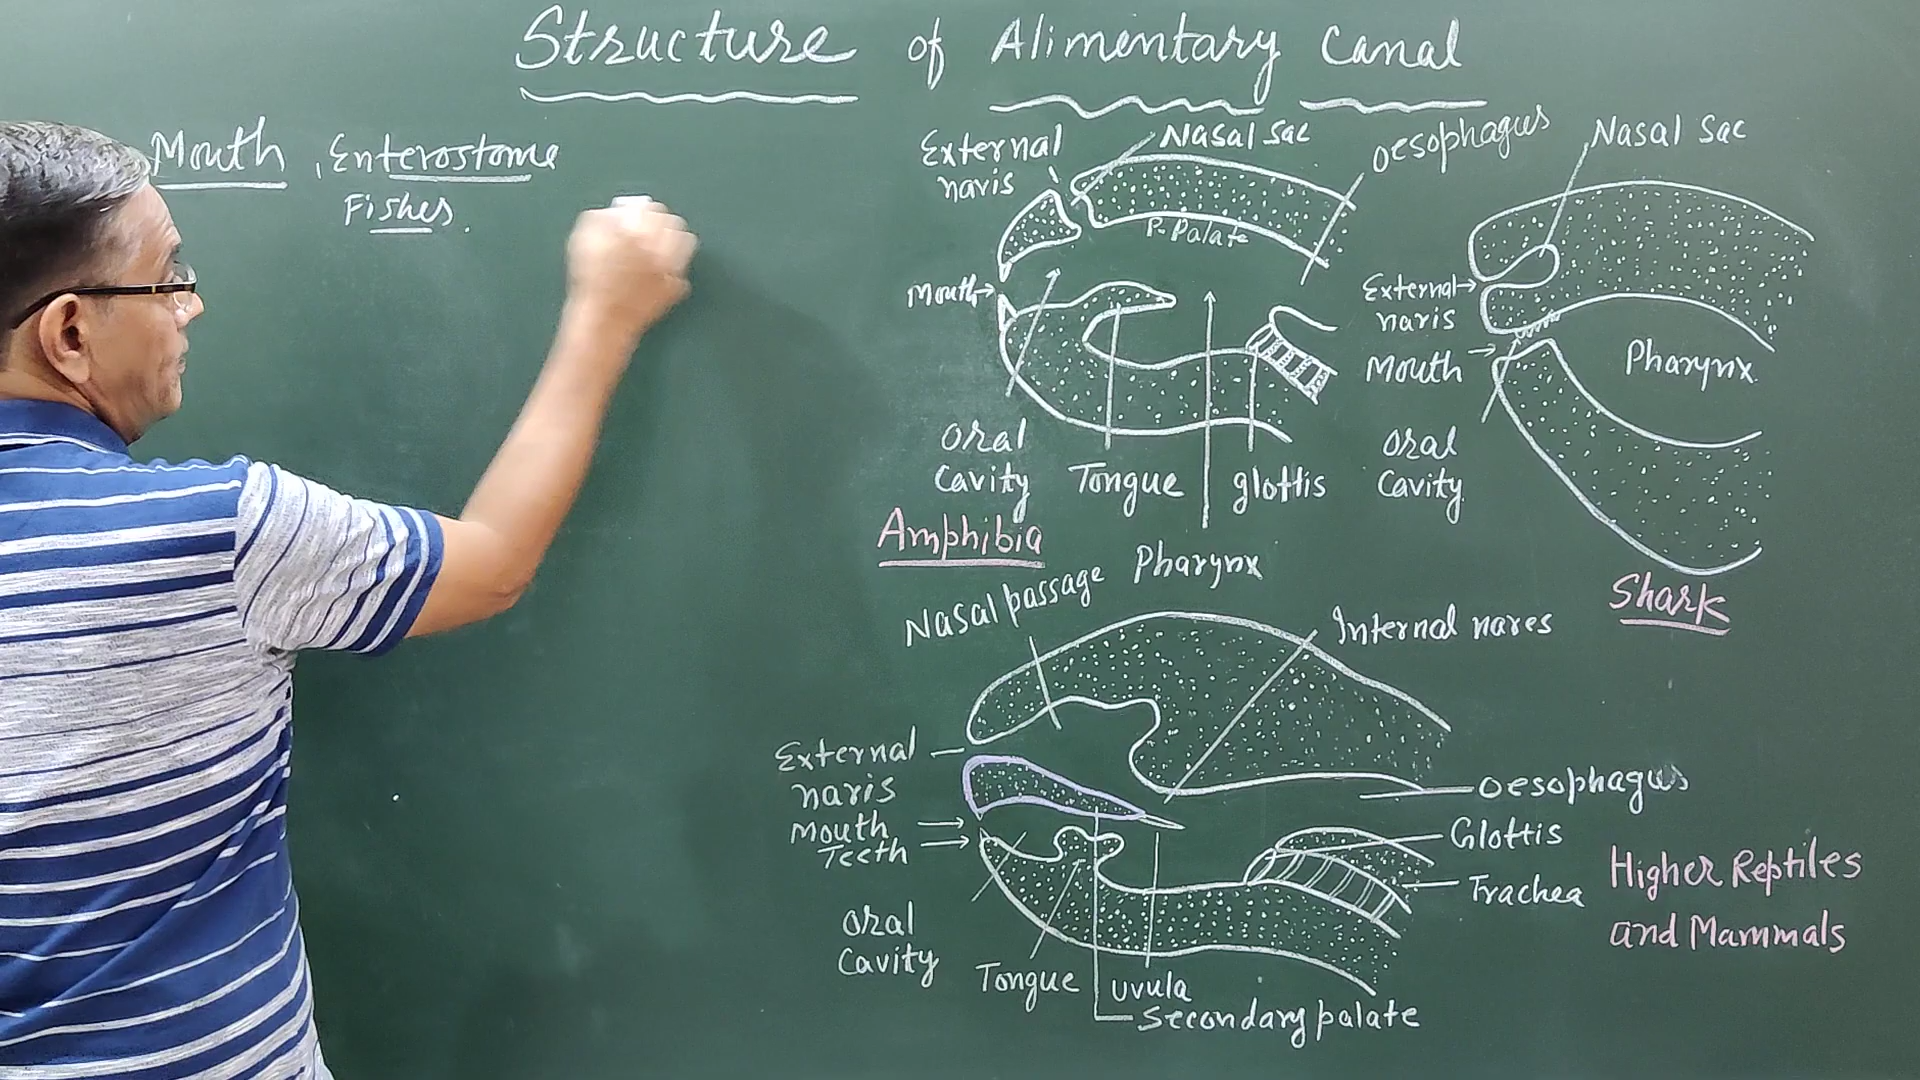 Structure of Alimentary Canal
Mouth, Enterostome
Fishes.
External
naris
Nasal Sac
Oesophagus
P-Palate
Mouth
Oral
Cavity
Tongue
glottis
Pharynx
Amphibia
Nasal Sac
External
naris
Mouth
Pharynx
Oral
Cavity
Shark
Nasal passage
Internal nares
External
naris
Mouth
Teeth
Oral
Cavity
Tongue
Uvula
Secondary palate
Oesophagus
Glottis
Trachea
Higher Reptiles
and Mammals